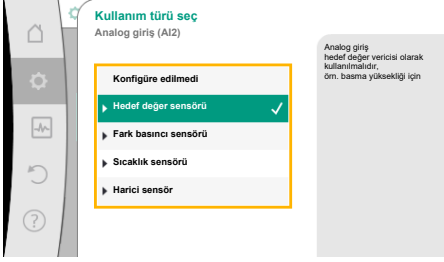 Kullanım türü seç
Analog giriş (AI2)
Konfigüre edilmedi
Hedef değer sensörü
Fark basıncı sensörü
Sıcaklık sensörü
Harici sensör
Analog giriş
hedef değer vericisi olarak
kullanılmalıdır,
örn. basma yüksekliği için